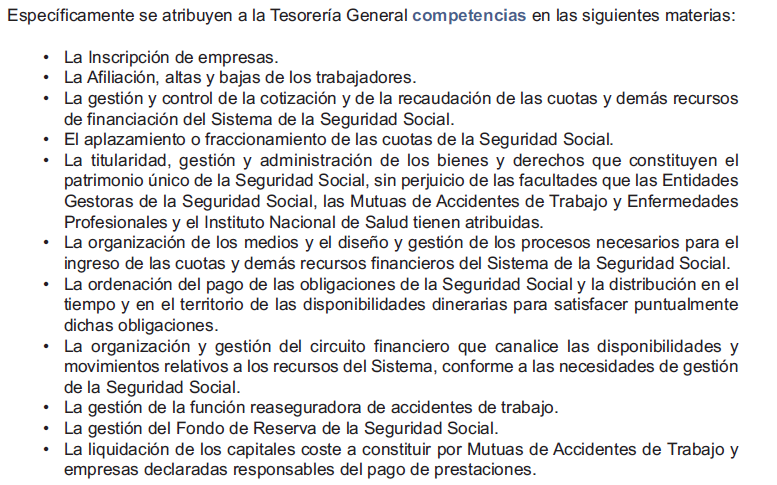 Específicamente se atribuyen a la Tesorería General competencias en las siguientes materias:
• La Inscripción de empresas.
• La Afiliación, altas y bajas de los trabajadores.
• La gestión y control de la cotización y de la recaudación de las cuotas y demás recursos
de financiación del Sistema de la Seguridad Social.
• El aplazamiento o fraccionamiento de las cuotas de la Seguridad Social.
• La titularidad, gestión y administración de los bienes y derechos que constituyen el
patrimonio único de la Seguridad Social, sin perjuicio de las facultades que las Entidades
Gestoras de la Seguridad Social, las Mutuas de Accidentes de Trabajo y Enfermedades
Profesionales y el Instituto Nacional de Salud tienen atribuidas.
• La organización de los medios y el diseño y gestión de los procesos necesarios para el
ingreso de las cuotas y demás recursos financieros del Sistema de la Seguridad Social.
• La ordenación del pago de las obligaciones de la Seguridad Social y la distribución en el
tiempo y en el territorio de las disponibilidades dinerarias para satisfacer puntualmente
dichas obligaciones.
• La organización y gestión del circuito financiero que canalice las disponibilidades y
movimientos relativos a los recursos del Sistema, conforme a las necesidades de gestión
de la Seguridad Social.
• La gestión de la función reaseguradora de accidentes de trabajo.
• La gestión del Fondo de Reserva de la Seguridad Social.
• La liquidación de los capitales coste a constituir por Mutuas de Accidentes de Trabajo y
empresas declaradas responsables del pago de prestaciones.